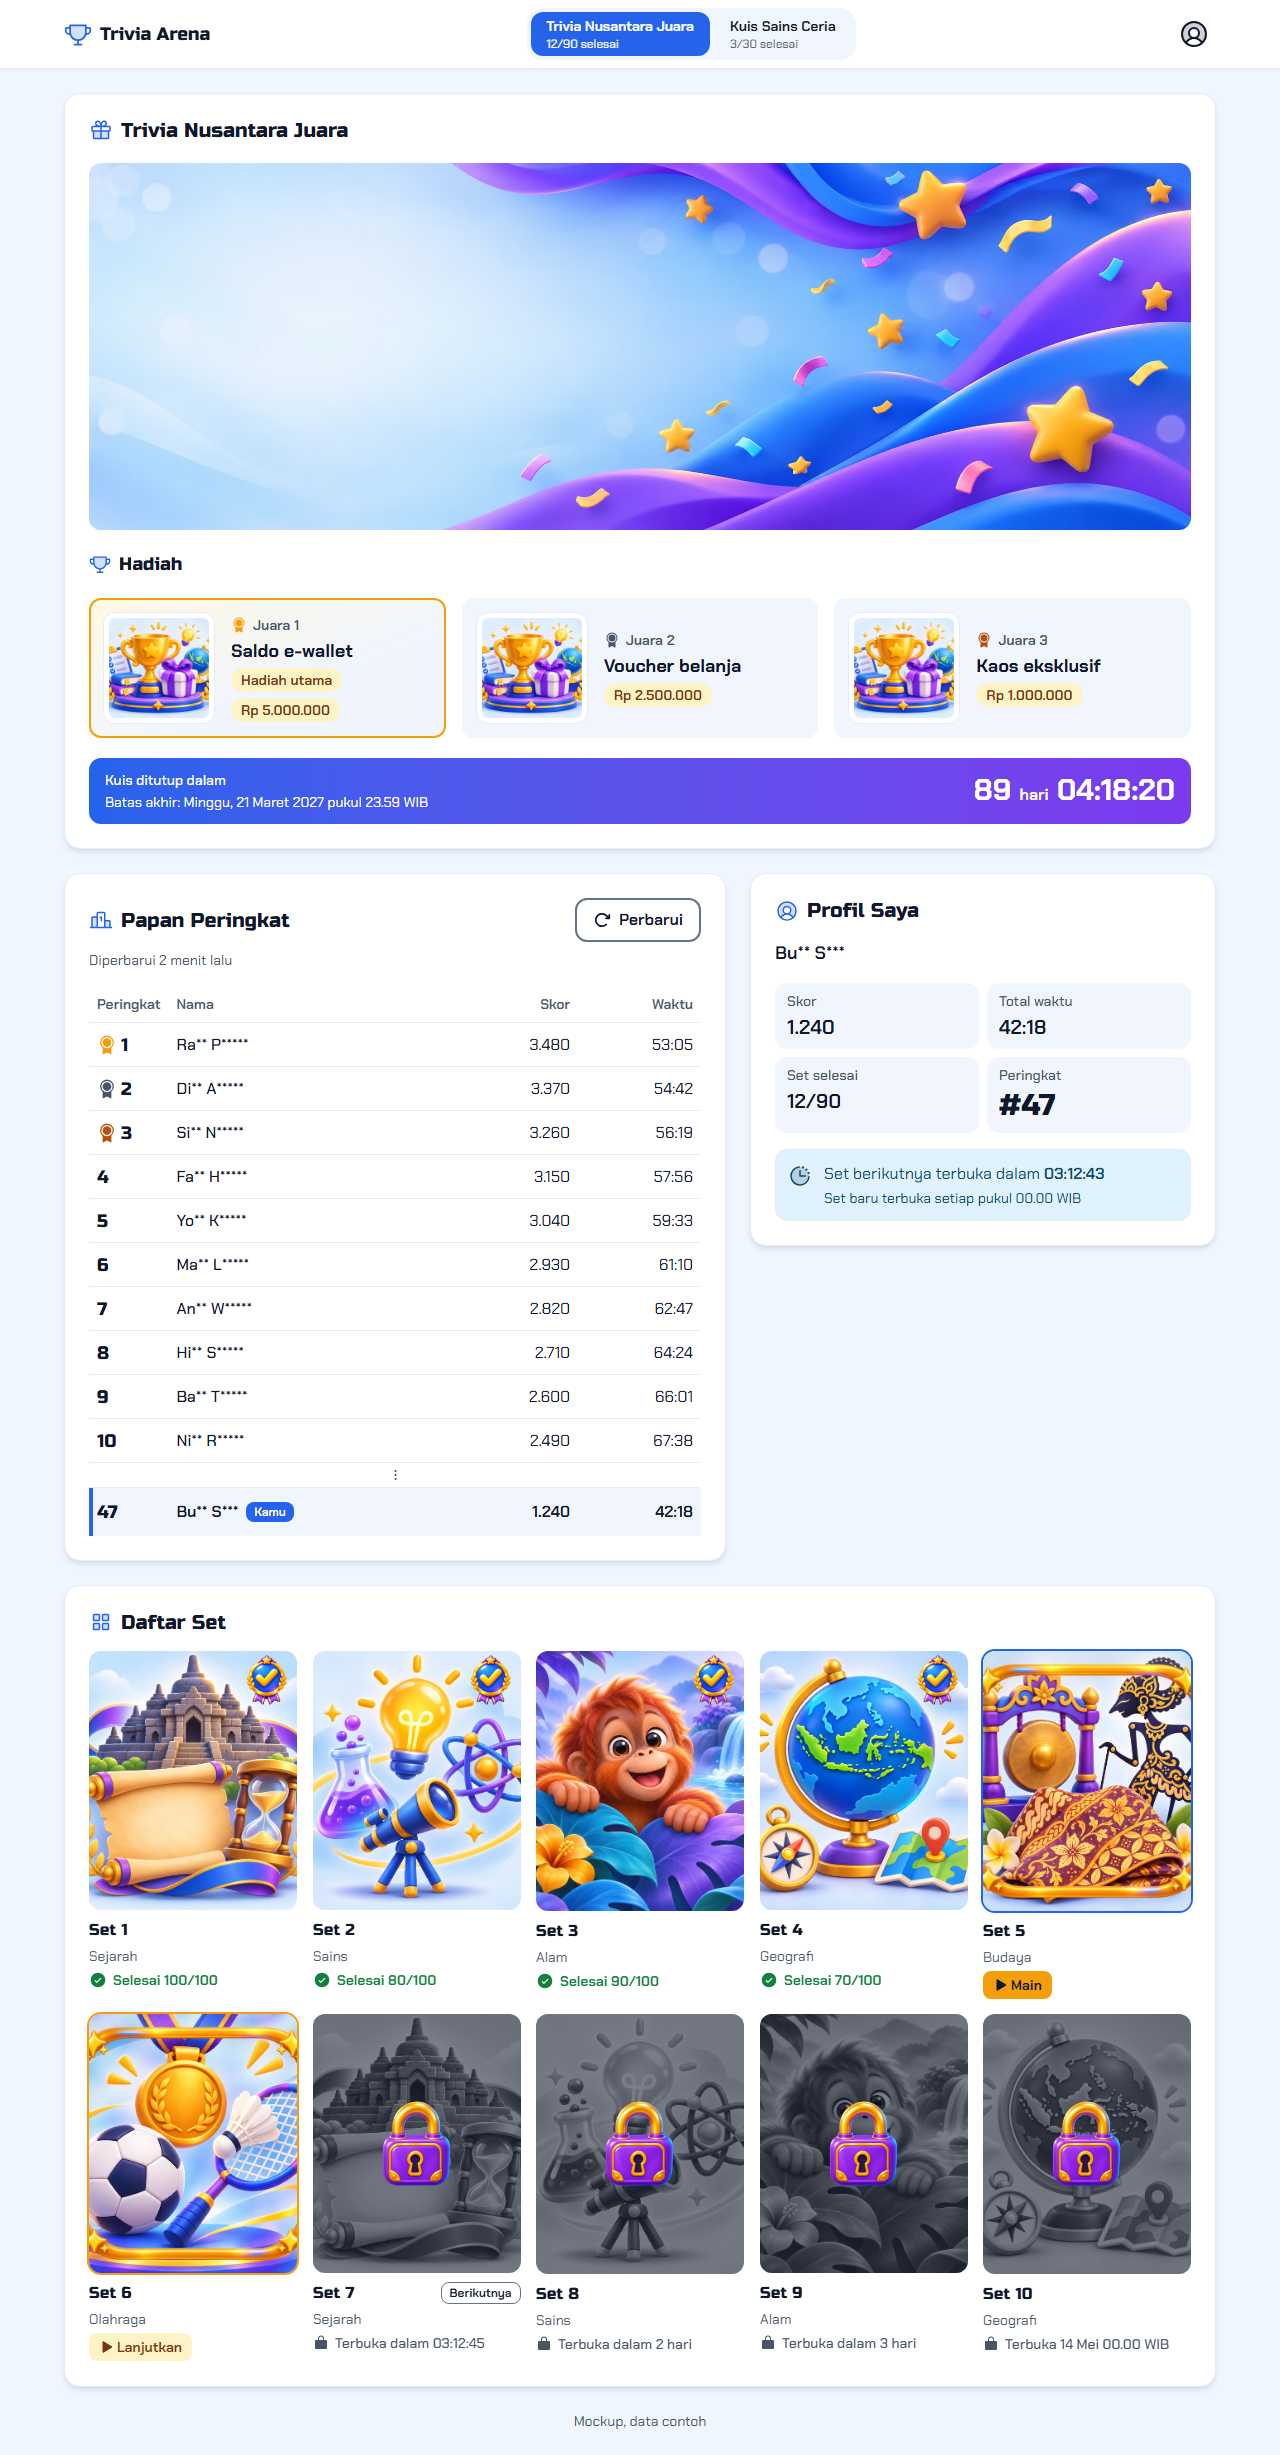 Trivia Arena
Trivia Nusantara Juara
12/90 selesai
Kuis Sains Ceria
3/30 selesai
Trivia Nusantara Juara
Hadiah
Juara 1
Saldo e-wallet
Hadiah utama
Rp 5.000.000
Juara 2
Voucher belanja
Rp 2.500.000
Juara 3
Kaos eksklusif
Rp 1.000.000
Kuis ditutup dalam
Batas akhir: Minggu, 21 Maret 2027 pukul 23.59 WIB
89 hari 04:18:20
Papan Peringkat
Perbarui
Diperbarui 2 menit lalu
Peringkat Nama Skor Waktu
1 Ra** P***** 3.480 53:05
2 Di** A***** 3.370 54:42
3 Si** N***** 3.260 56:19
4 Fa** H***** 3.150 57:56
5 Yo** K***** 3.040 59:33
6 Ma** L***** 2.930 61:10
7 An** W***** 2.820 62:47
8 Hi** S***** 2.710 64:24
9 Ba** T***** 2.600 66:01
10 Ni** R***** 2.490 67:38
⋮
47 Bu** S*** Kamu 1.240 42:18
Profil Saya
Bu** S***
Skor
1.240
Total waktu
42:18
Set selesai
12/90
Peringkat
#47
Set berikutnya terbuka dalam 03:12:43
Set baru terbuka setiap pukul 00.00 WIB
Daftar Set
Set 1
Sejarah
Selesai 100/100
Set 2
Sains
Selesai 80/100
Set 3
Alam
Selesai 90/100
Set 4
Geografi
Selesai 70/100
Set 5
Budaya
Main
Set 6
Olahraga
Lanjutkan
Set 7
Berikutnya
Sejarah
Terbuka dalam 03:12:45
Set 8
Sains
Terbuka dalam 2 hari
Set 9
Alam
Terbuka dalam 3 hari
Set 10
Geografi
Terbuka 14 Mei 00.00 WIB
Mockup, data contoh